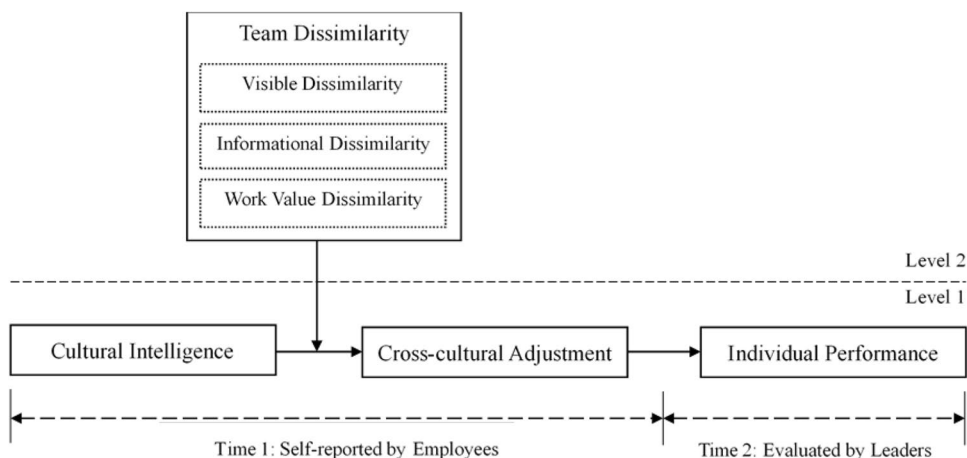 Team Dissimilarity
Visible Dissimilarity
Informational Dissimilarity
Work Value Dissimilarity
Level 2
Level 1
Cultural Intelligence
Cross-cultural Adjustment
Individual Performance
Time 1: Self-reported by Employees
Time 2: Evaluated by Leaders